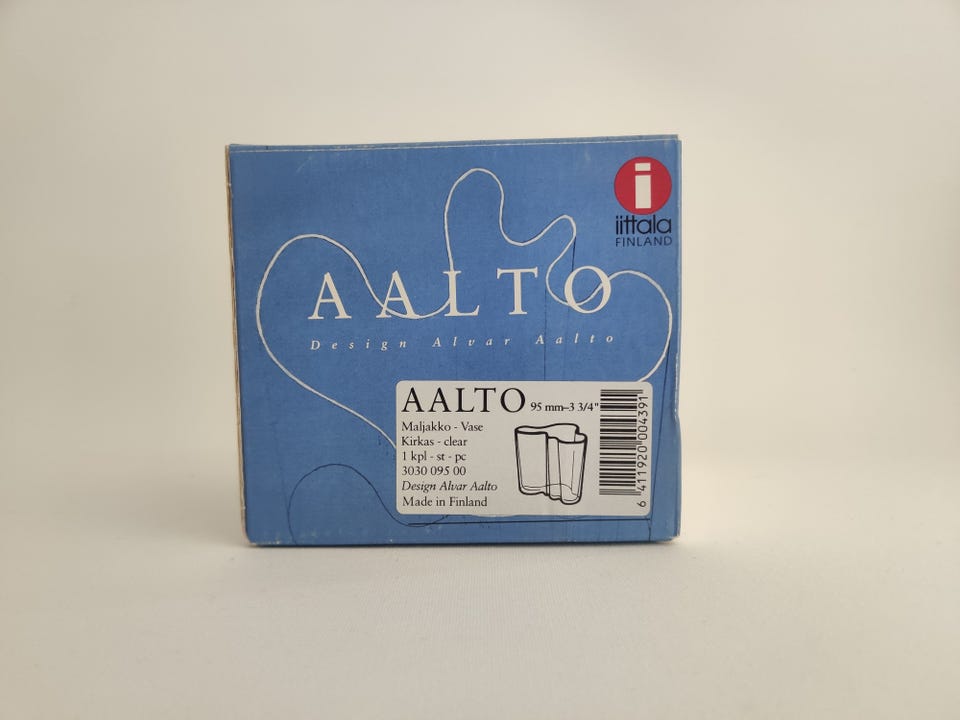 i
iittala
FINLAND
AALTO
Design Alvar Aalto
AALTO 95 mm–3 3/4"
Maljakko - Vase
Kirkas - clear
1 kpl - st - pc
3030 095 00
Design Alvar Aalto
Made in Finland
6 411920 004391